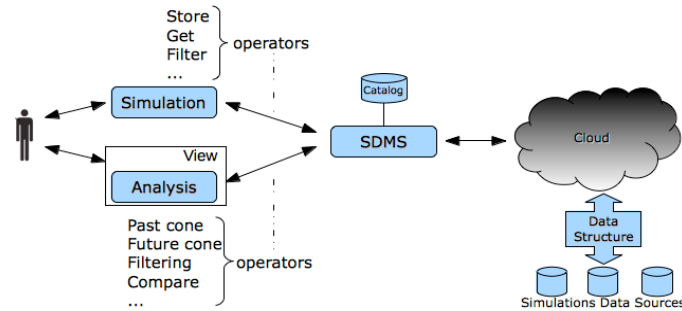 Store
Get
Filter
...
operators
Simulation
Catalog
SDMS
Cloud
View
Analysis
Past cone
Future cone
Filtering
Compare
...
operators
Data
Structure
Simulations Data Sources